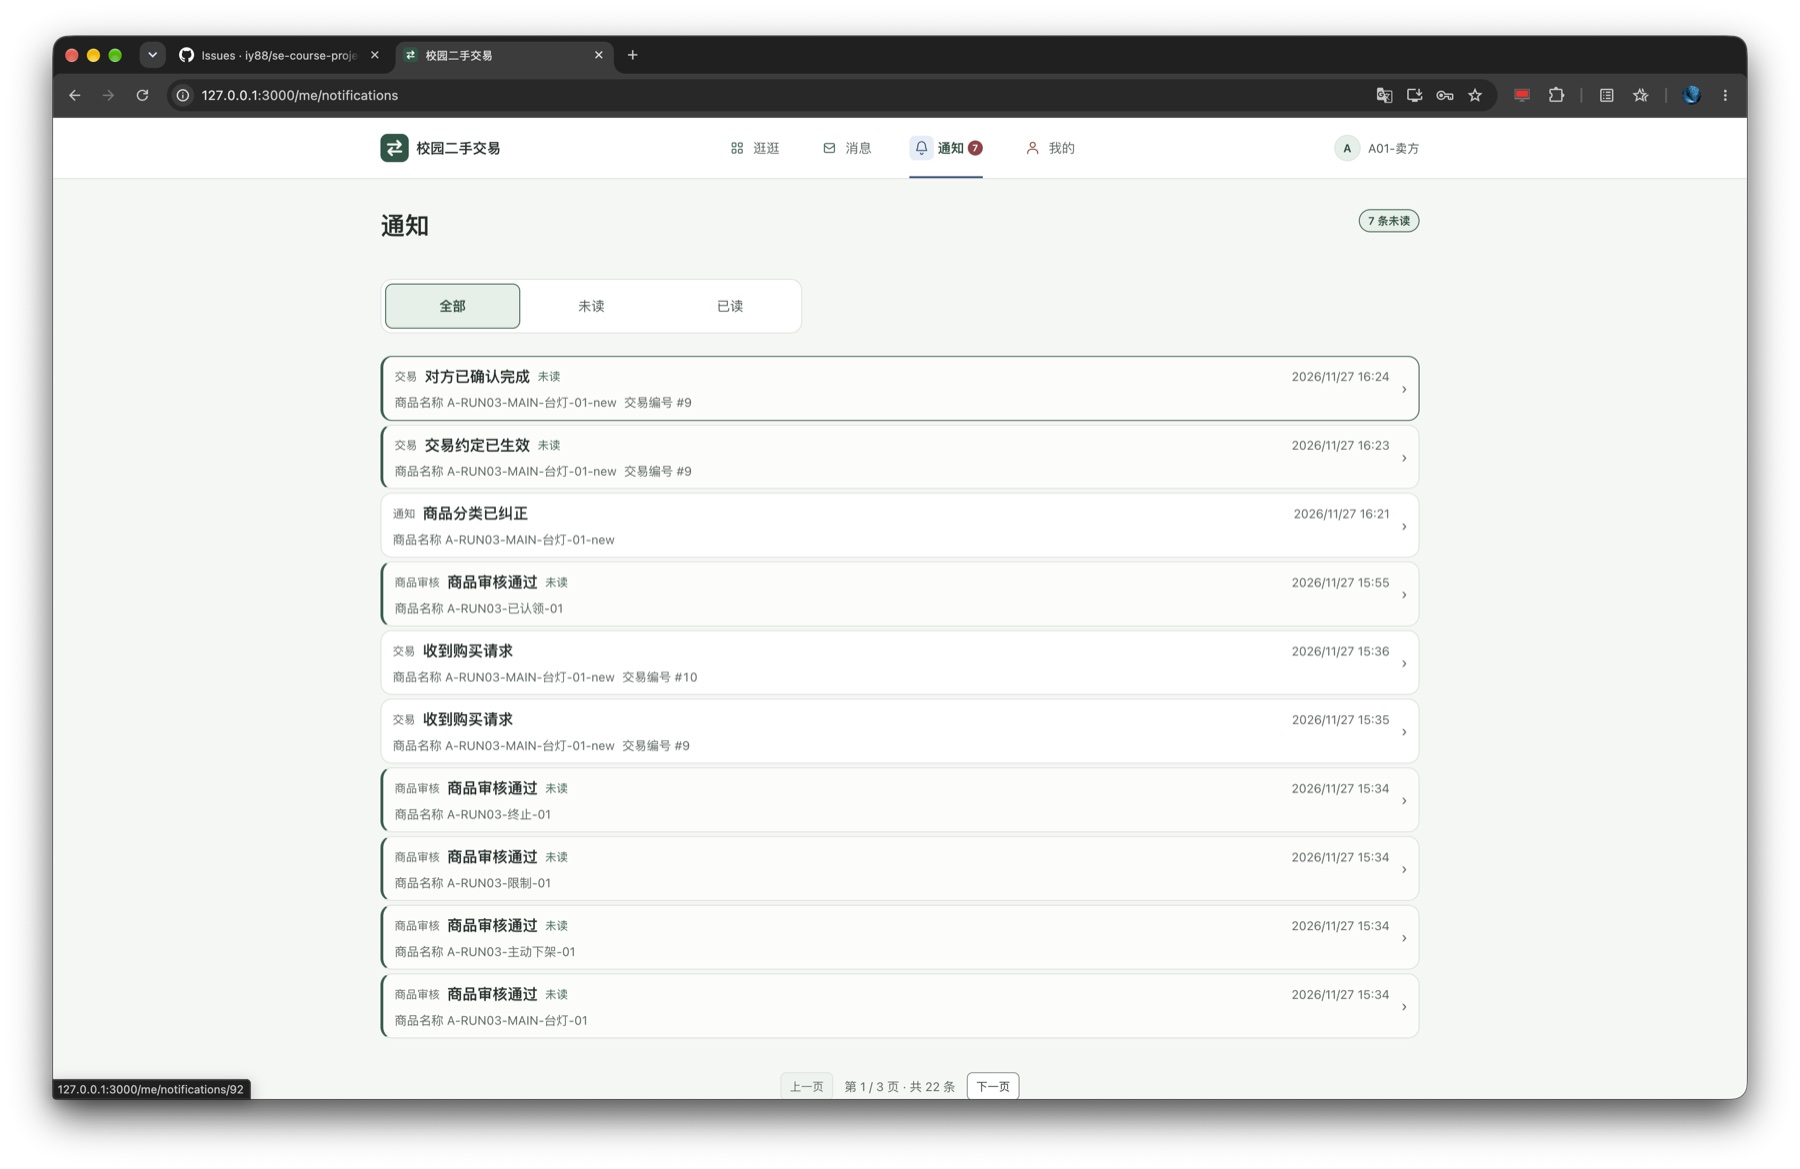 Issues · iy88/se-course-proje
校园二手交易
127.0.0.1:3000/me/notifications
校园二手交易
逛逛
消息
通知 7
我的
A A01-卖方
通知
7 条未读
全部
未读
已读
交易 对方已确认完成 未读 2026/11/27 16:24
商品名称 A-RUN03-MAIN-台灯-01-new 交易编号 #9
交易 交易约定已生效 未读 2026/11/27 16:23
商品名称 A-RUN03-MAIN-台灯-01-new 交易编号 #9
通知 商品分类已纠正 2026/11/27 16:21
商品名称 A-RUN03-MAIN-台灯-01-new
商品审核 商品审核通过 未读 2026/11/27 15:55
商品名称 A-RUN03-已认领-01
交易 收到购买请求 2026/11/27 15:36
商品名称 A-RUN03-MAIN-台灯-01-new 交易编号 #10
交易 收到购买请求 2026/11/27 15:35
商品名称 A-RUN03-MAIN-台灯-01-new 交易编号 #9
商品审核 商品审核通过 未读 2026/11/27 15:34
商品名称 A-RUN03-终止-01
商品审核 商品审核通过 未读 2026/11/27 15:34
商品名称 A-RUN03-限制-01
商品审核 商品审核通过 未读 2026/11/27 15:34
商品名称 A-RUN03-主动下架-01
商品审核 商品审核通过 未读 2026/11/27 15:34
商品名称 A-RUN03-MAIN-台灯-01
上一页 第 1 / 3 页 · 共 22 条 下一页
127.0.0.1:3000/me/notifications/92